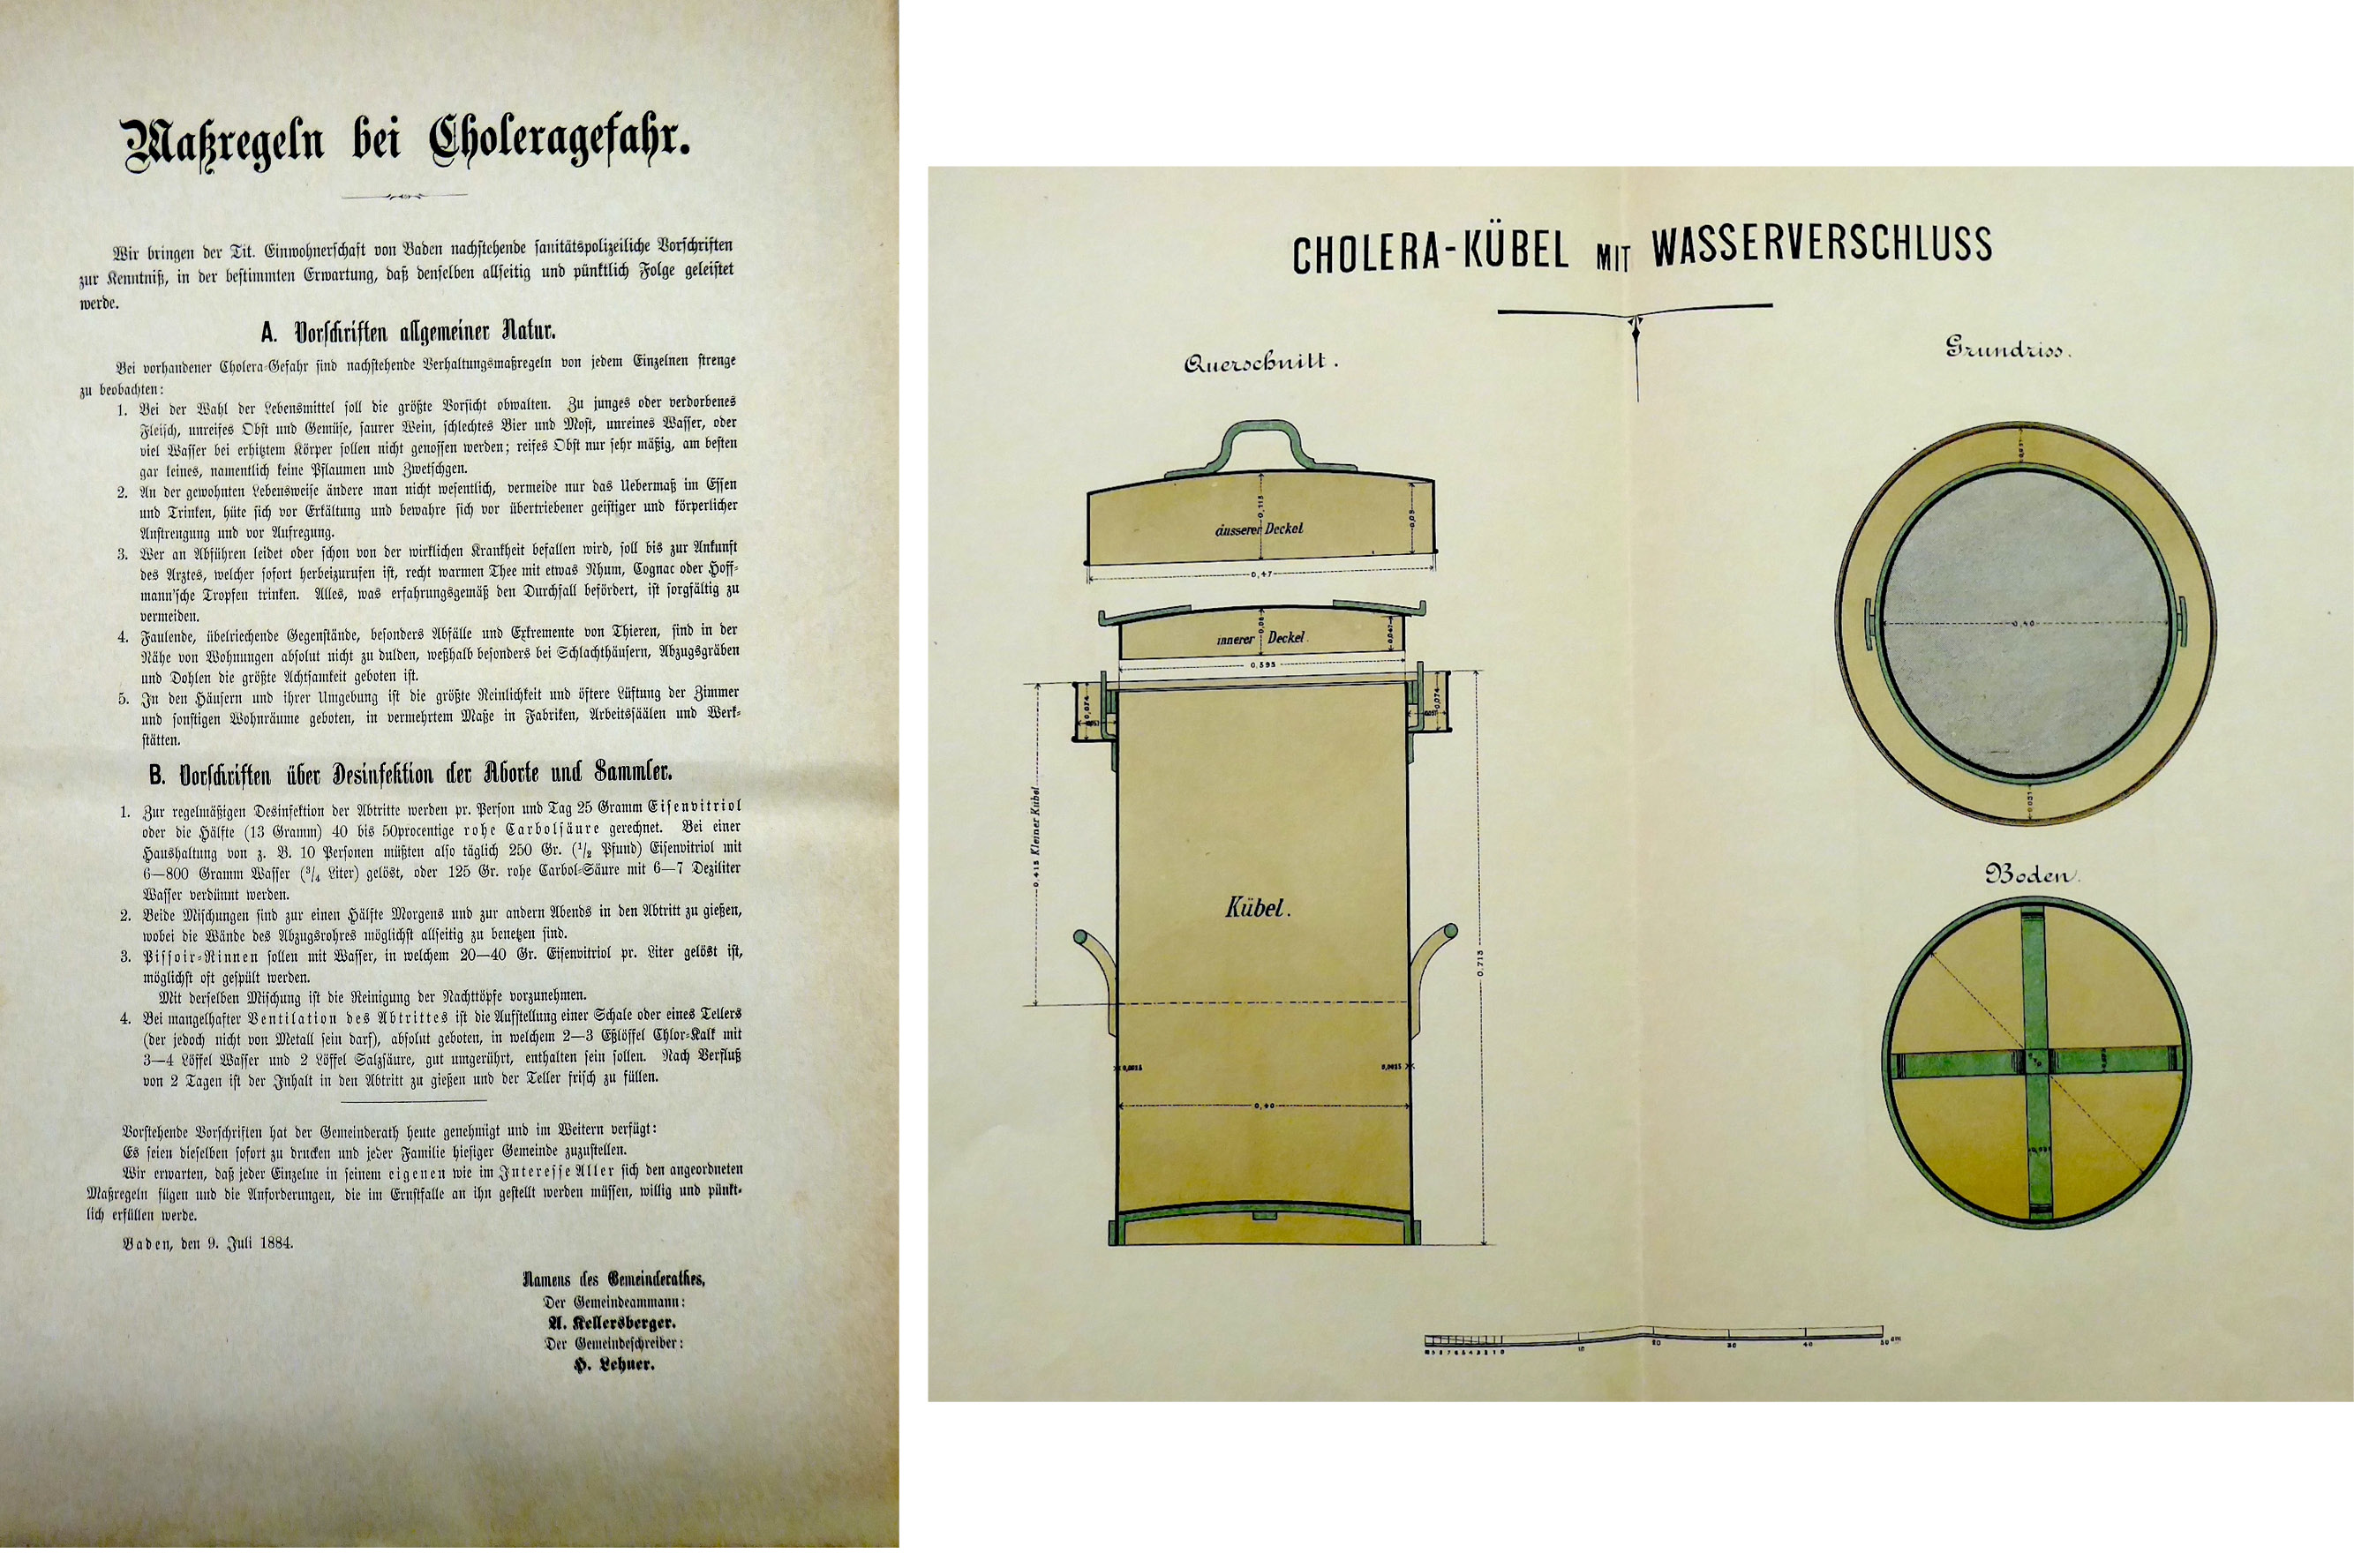 Maßregeln bei Choleragefahr.
Wir bringen der Tit. Einwohnerschaft von Baden nachstehende sanitätspolizeiliche Vorschriften
zur Kenntniß, in der bestimmten Erwartung, daß denselben allseitig und pünktlich Folge geleistet
werde.
A. Vorschriften allgemeiner Natur.
Bei vorhandener Cholera-Gefahr sind nachstehende Verhaltungsmaßregeln von jedem Einzelnen strenge
zu beobachten:
1. Bei der Wahl der Lebensmittel soll die größte Vorsicht obwalten. Zu junges oder verdorbenes
Fleisch, unreifes Obst und Gemüse, saurer Wein, schlechtes Bier und Most, unreines Wasser, oder
viel Wasser bei erhitztem Körper sollen nicht genossen werden; reifes Obst nur sehr mäßig, am besten
gar keines, namentlich keine Pflaumen und Zwetschgen.
2. An der gewohnten Lebensweise ändere man nicht wesentlich, vermeide nur das Uebermaß im Essen
und Trinken, hüte sich vor Erkältung und bewahre sich vor übertriebener geistiger und körperlicher
Anstrengung und vor Aufregung.
3. Wer an Abführen leidet oder schon von der wirklichen Krankheit befallen wird, soll bis zur Ankunft
des Arztes, welcher sofort herbeizurufen ist, recht warmen Thee mit etwas Rhum, Cognac oder Hoff-
mann'sche Tropfen trinken. Alles, was erfahrungsgemäß den Durchfall befördert, ist sorgfältig zu
vermeiden.
4. Faulende, übelriechende Gegenstände, besonders Abfälle und Exkremente von Thieren, sind in der
Nähe von Wohnungen absolut nicht zu dulden, weßhalb besonders bei Schlachthäusern, Abzugsgräben
und Dohlen die größte Achtsamkeit geboten ist.
5. In den Häusern und ihrer Umgebung ist die größte Reinlichkeit und öftere Lüftung der Zimmer
und sonstigen Wohnräume geboten, in vermehrtem Maße in Fabriken, Arbeitssäälen und Werk-
stätten.
B. Vorschriften über Desinfektion der Aborte und Sammler.
1. Zur regelmäßigen Desinfektion der Abtritte werden pr. Person und Tag 25 Gramm Eisenvitriol
oder die Hälfte (13 Gramm) 40 bis 50procentige rohe Carbolsäure gerechnet. Bei einer
Haushaltung von z. B. 10 Personen müßten also täglich 250 Gr. (1/2 Pfund) Eisenvitriol mit
6—800 Gramm Wasser (3/4 Liter) gelöst, oder 125 Gr. rohe Carbol-Säure mit 6—7 Deziliter
Wasser verdünnt werden.
2. Beide Mischungen sind zur einen Hälfte Morgens und zur andern Abends in den Abtritt zu gießen,
wobei die Wände des Abzugsrohres möglichst allseitig zu benetzen sind.
3. Pissoir-Rinnen sollen mit Wasser, in welchem 20—40 Gr. Eisenvitriol pr. Liter gelöst ist,
möglichst oft gespült werden.
Mit derselben Mischung ist die Reinigung der Nachttöpfe vorzunehmen.
4. Bei mangelhafter Ventilation des Abtrittes ist die Aufstellung einer Schale oder eines Tellers
(der jedoch nicht von Metall sein darf), absolut geboten, in welchem 2—3 Eßlöffel Chlor-Kalk mit
3—4 Löffel Wasser und 2 Löffel Salzsäure, gut umgerührt, enthalten sein sollen. Nach Verfluß
von 2 Tagen ist der Inhalt in den Abtritt zu gießen und der Teller frisch zu füllen.
Vorstehende Vorschriften hat der Gemeinderath heute genehmigt und im Weitern verfügt:
Es seien dieselben sofort zu drucken und jeder Familie hiesiger Gemeinde zuzustellen.
Wir erwarten, daß jeder Einzelne in seinem eigenen wie im Interesse Aller sich den angeordneten
Maßregeln fügen und die Anforderungen, die im Ernstfalle an ihn gestellt werden müssen, willig und pünkt-
lich erfüllen werde.
Baden, den 9. Juli 1884.
Namens des Gemeinderathes,
Der Gemeindeammann:
A. Kellersberger.
Der Gemeindeschreiber:
H. Lehner.
CHOLERA-KÜBEL MIT WASSERVERSCHLUSS
Querschnitt.
Grundriss.
0,113
0,09
äusserer Deckel
0,47
innerer Deckel
0,395
0,074
0,074
0,40
0,415 Kleiner Kübel
Kübel.
0,713
Boden.
0,40
10 20 30 40 50 cm